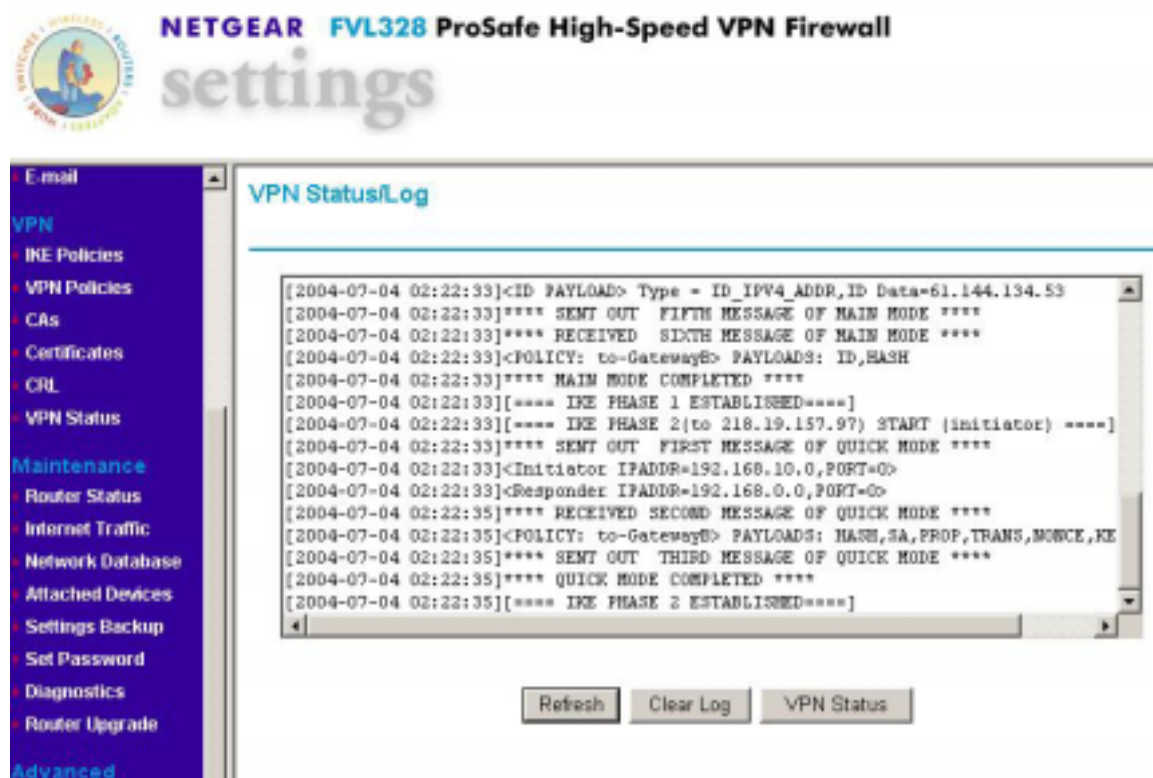 NETGEAR FVL328 ProSafe High-Speed VPN Firewall
settings
E-mail
VPN
IKE Policies
VPN Policies
CAs
Certificates
CRL
VPN Status
Maintenance
Router Status
Internet Traffic
Network Database
Attached Devices
Settings Backup
Set Password
Diagnostics
Router Upgrade
Advanced
VPN Status/Log
[2004-07-04 02:22:33]<ID PAYLOAD> Type = ID_IPV4_ADDR,ID Data=61.144.134.53
[2004-07-04 02:22:33]**** SENT OUT  FIFTH MESSAGE OF MAIN MODE ****
[2004-07-04 02:22:33]**** RECEIVED  SIXTH MESSAGE OF MAIN MODE ****
[2004-07-04 02:22:33]<POLICY: to-GatewayB> PAYLOADS: ID,HASH
[2004-07-04 02:22:33]**** MAIN MODE COMPLETED ****
[2004-07-04 02:22:33][==== IKE PHASE 1 ESTABLISHED====]
[2004-07-04 02:22:33][==== IKE PHASE 2(to 218.19.157.97) START (initiator) ====]
[2004-07-04 02:22:33]**** SENT OUT  FIRST MESSAGE OF QUICK MODE ****
[2004-07-04 02:22:33]<Initiator IPADDR=192.168.10.0,PORT=0>
[2004-07-04 02:22:33]<Responder IPADDR=192.168.0.0,PORT=0>
[2004-07-04 02:22:35]**** RECEIVED SECOND MESSAGE OF QUICK MODE ****
[2004-07-04 02:22:35]<POLICY: to-GatewayB> PAYLOADS: HASH,SA,PROP,TRANS,NONCE,KE
[2004-07-04 02:22:35]**** SENT OUT  THIRD MESSAGE OF QUICK MODE ****
[2004-07-04 02:22:35]**** QUICK MODE COMPLETED ****
[2004-07-04 02:22:35][==== IKE PHASE 2 ESTABLISHED====]
Refresh
Clear Log
VPN Status